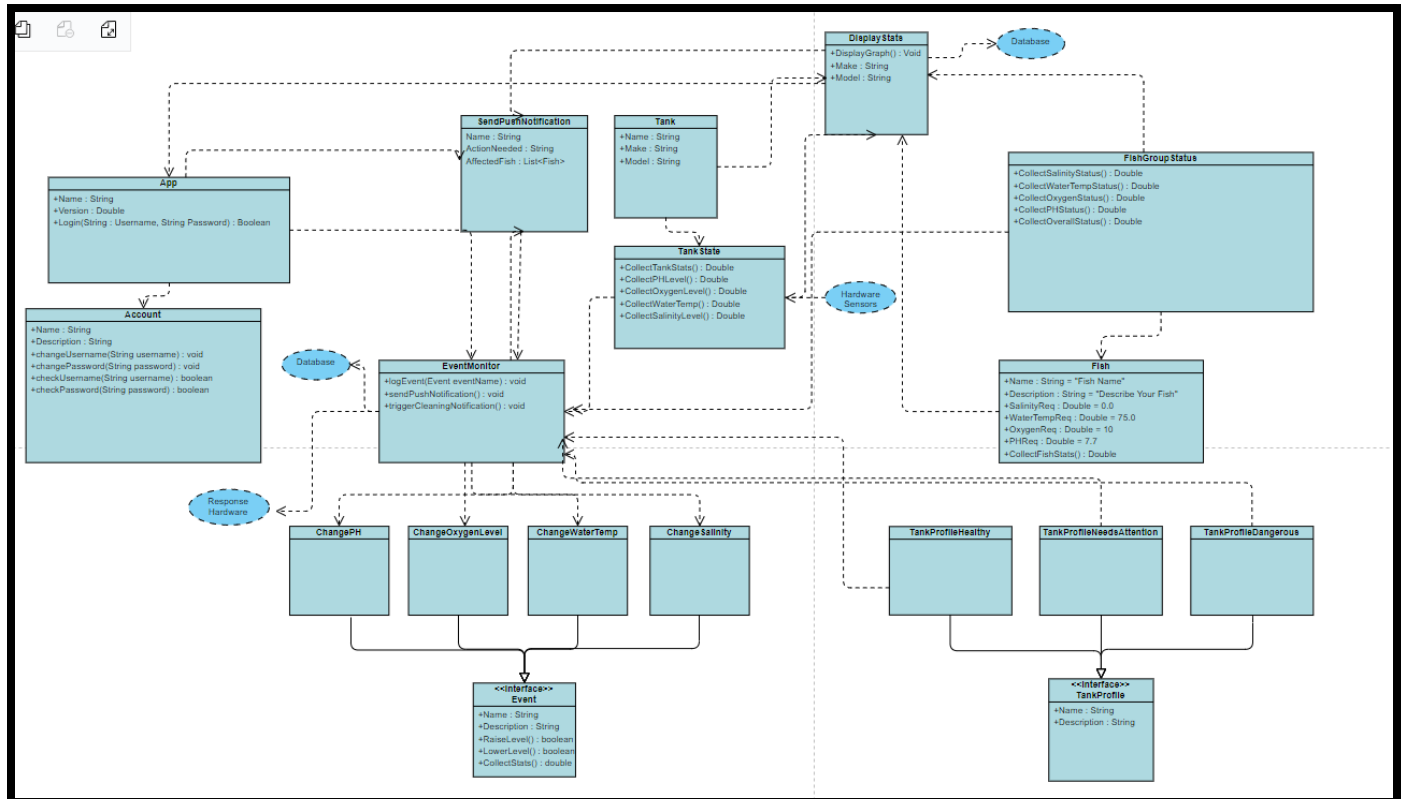 DisplayStats
+DisplayGraph() : Void
+Make : String
+Model : String
Database
SendPushNotification
Name : String
ActionNeeded : String
AffectedFish : List<Fish>
Tank
+Name : String
+Make : String
+Model : String
FishGroupStatus
+CollectSalinityStatus() : Double
+CollectWaterTempStatus() : Double
+CollectOxygenStatus() : Double
+CollectPHStatus() : Double
+CollectOverallStatus() : Double
App
+Name : String
+Version : Double
+Login(String : Username, String Password) : Boolean
TankState
+CollectTankStats() : Double
+CollectPHLevel() : Double
+CollectOxygenLevel() : Double
+CollectWaterTemp() : Double
+CollectSalinityLevel() : Double
Hardware
Sensors
Account
+Name : String
+Description : String
+changeUsername(String username) : void
+changePassword(String password) : void
+checkUsername(String username) : boolean
+checkPassword(String password) : boolean
Database
EventMonitor
+logEvent(Event eventName) : void
+sendPushNotification() : void
+triggerCleaningNotification() : void
Fish
+Name : String = "Fish Name"
+Description : String = "Describe Your Fish"
+SalinityReq : Double = 0.0
+WaterTempReq : Double = 75.0
+OxygenReq : Double = 10
+PHReq : Double = 7.7
+CollectFishStats() : Double
Response
Hardware
ChangePH
ChangeOxygenLevel
ChangeWaterTemp
ChangeSalinity
TankProfileHealthy
TankProfileNeedsAttention
TankProfileDangerous
<<Interface>>
Event
+Name : String
+Description : String
+RaiseLevel() : boolean
+LowerLevel() : boolean
+CollectStats() : double
<<Interface>>
TankProfile
+Name : String
+Description : String